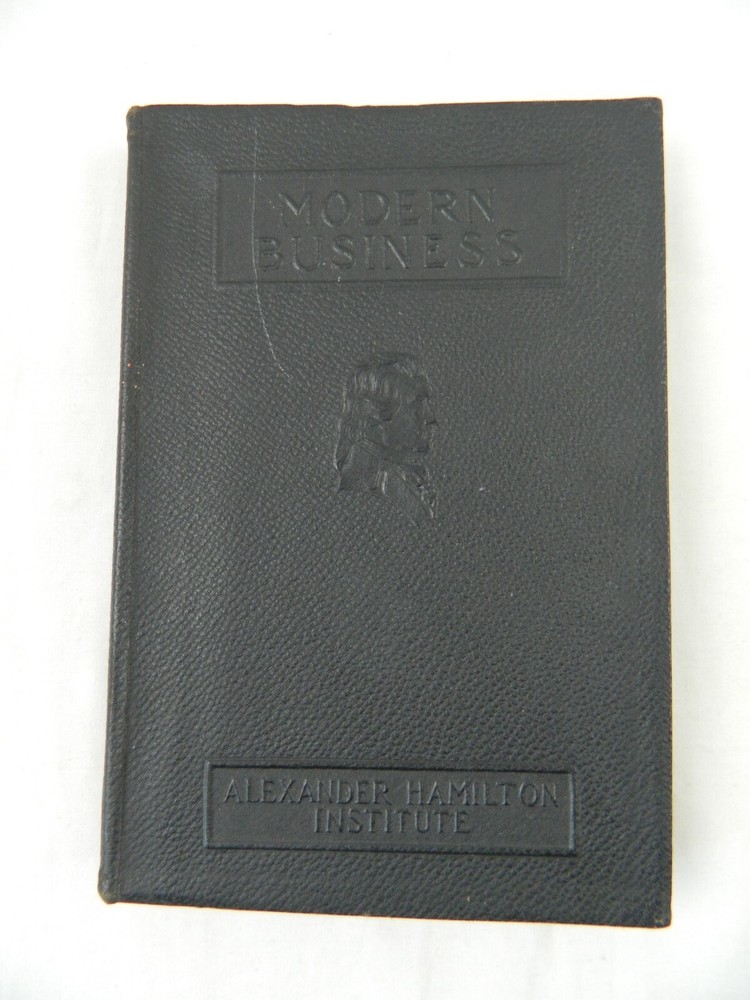 MODERN
BUSINESS
ALEXANDER HAMILTON
INSTITUTE